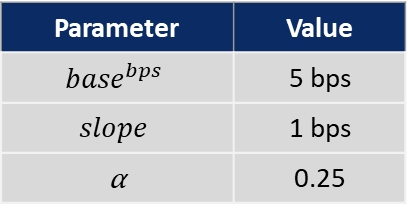 Parameter Value
base^bps 5 bps
slope 1 bps
α 0.25